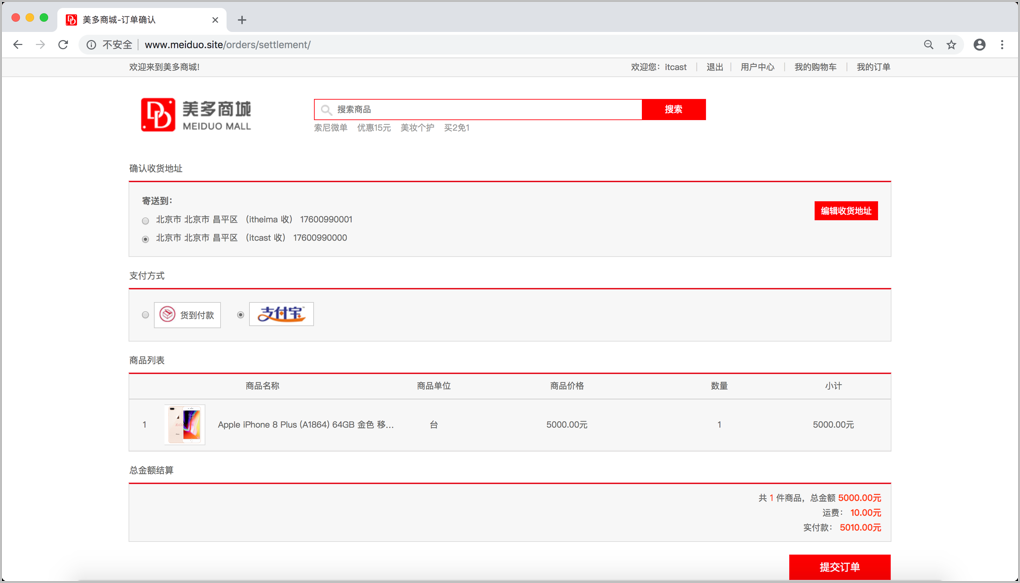 美多商城-订单确认
不安全 www.meiduo.site/orders/settlement/
欢迎来到美多商城! 欢迎您：itcast 退出 用户中心 我的购物车 我的订单
美多商城
MEIDUO MALL
搜索商品 搜索
索尼微单 优惠15元 美妆个护 买2免1
确认收货地址
寄送到：
北京市 北京市 昌平区 （itheima 收） 17600990001
编辑收货地址
北京市 北京市 昌平区 （itcast 收） 17600990000
支付方式
货到付款 支付宝
商品列表
商品名称 商品单位 商品价格 数量 小计
1 Apple iPhone 8 Plus (A1864) 64GB 金色 移... 台 5000.00元 1 5000.00元
总金额结算
共 1 件商品，总金额 5000.00元
运费： 10.00元
实付款： 5010.00元
提交订单